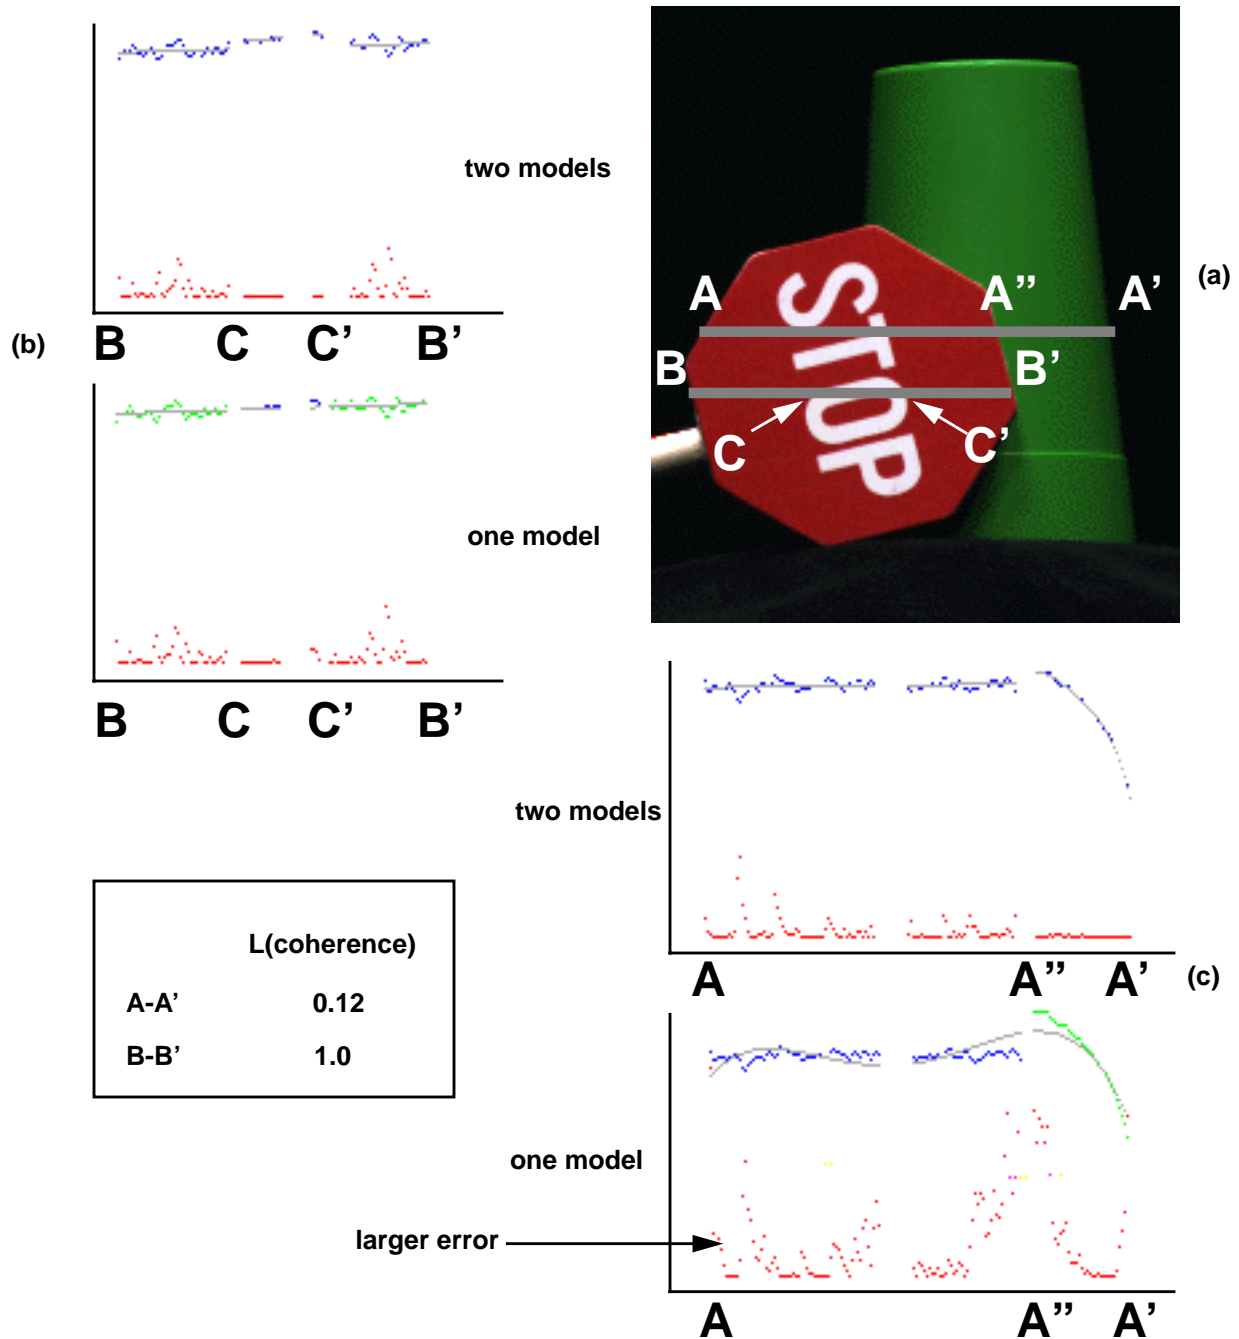 two models
(b)
B C C’ B’
one model
B C C’ B’
(a)
STOP
A A’’ A’
B B’
C C’
two models
A A’’ A’
(c)
L(coherence)
A-A’ 0.12
B-B’ 1.0
one model
larger error
A A’’ A’